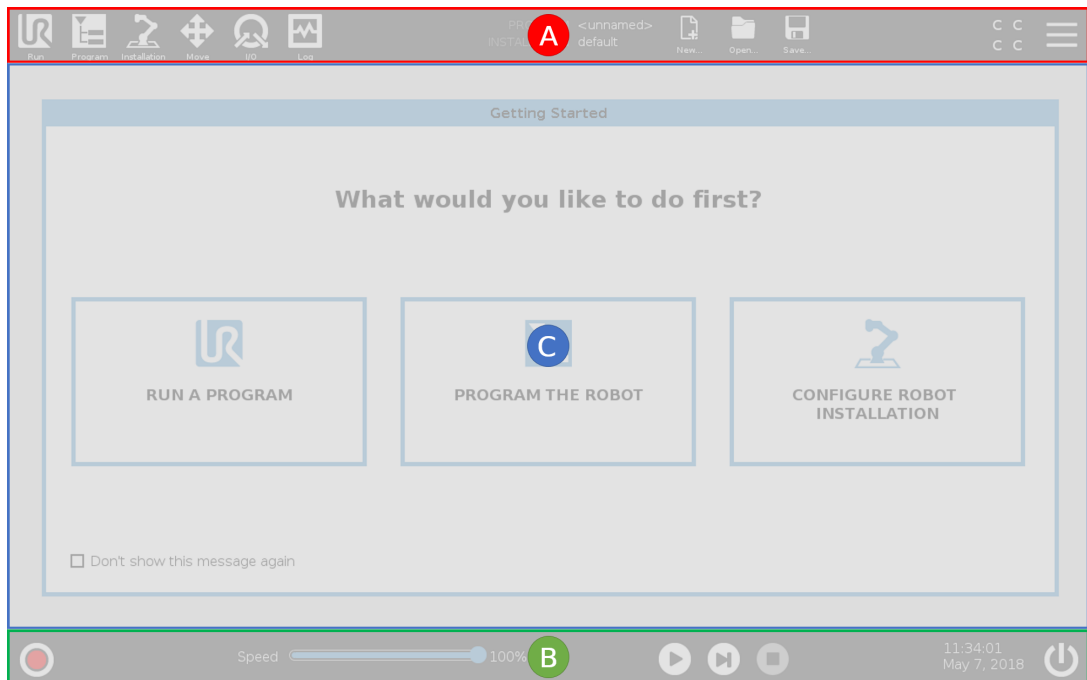 PR <unnamed>
INSTAL default
A
C C
C C
Run Program Installation Move I/O Log New... Open... Save...
Getting Started
What would you like to do first?
C
RUN A PROGRAM
PROGRAM THE ROBOT
CONFIGURE ROBOT
INSTALLATION
Don't show this message again
Speed 100% B
11:34:01
May 7, 2018